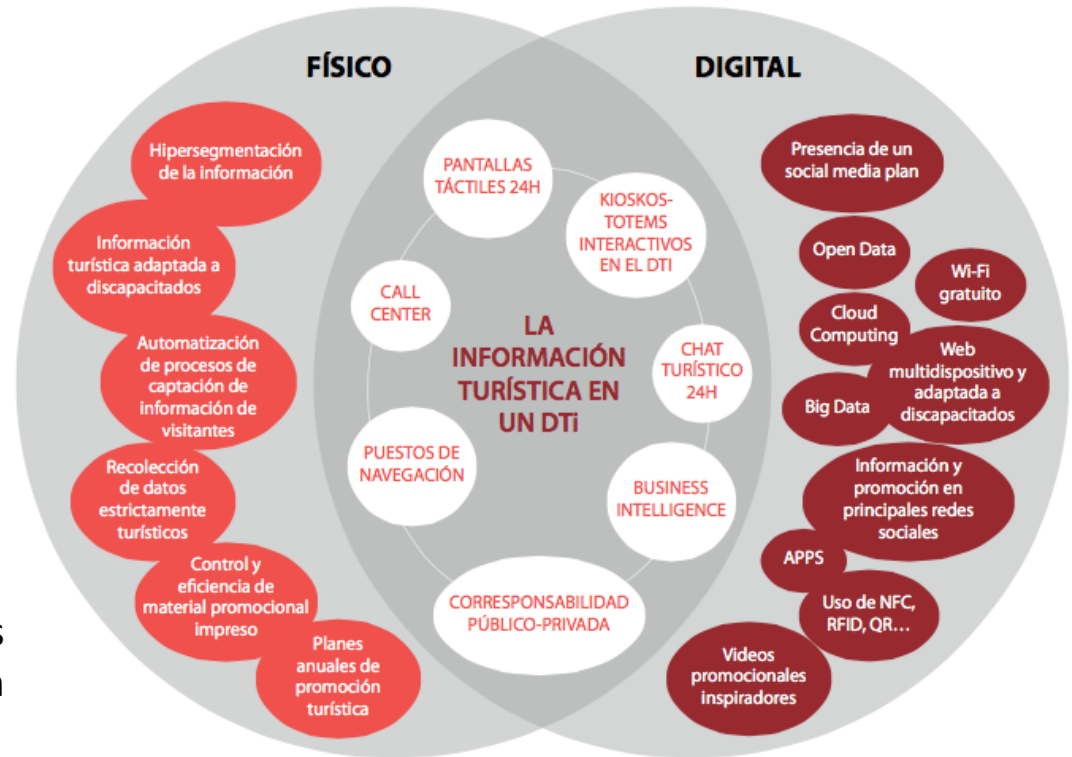 FÍSICO
DIGITAL
Hipersegmentación
de la información
Información
turística adaptada a
discapacitados
Automatización
de procesos de
captación de
información de
visitantes
Recolección
de datos
estrictamente
turísticos
Control y
eficiencia de
material promocional
impreso
Planes
anuales de
promoción
turística
PANTALLAS
TÁCTILES 24H
KIOSKOS-
TOTEMS
INTERACTIVOS
EN EL DTI
CALL
CENTER
LA
INFORMACIÓN
TURÍSTICA EN
UN DTi
CHAT
TURÍSTICO
24H
PUESTOS DE
NAVEGACIÓN
BUSINESS
INTELLIGENCE
CORRESPONSABILIDAD
PÚBLICO-PRIVADA
Presencia de un
social media plan
Open Data
Wi-Fi
gratuito
Cloud
Computing
Web
multidispositivo y
adaptada a
discapacitados
Big Data
Información y
promoción en
principales redes
sociales
APPS
Uso de NFC,
RFID, QR...
Videos
promocionales
inspiradores